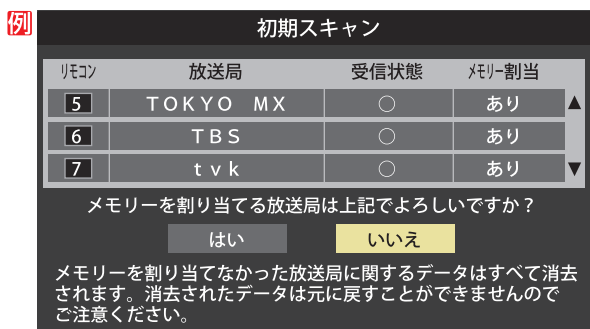 例
初期スキャン
リモコン 放送局 受信状態 メモリー割当
5 TOKYO MX ○ あり ▲
6 TBS ○ あり
7 tvk ○ あり ▼
メモリーを割り当てる放送局は上記でよろしいですか？
はい いいえ
メモリーを割り当てなかった放送局に関するデータはすべて消去
されます。消去されたデータは元に戻すことができませんので
ご注意ください。